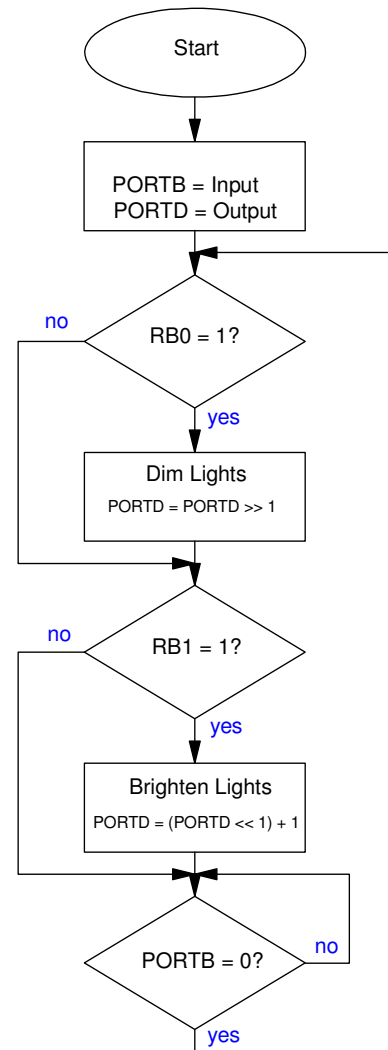 Start
PORTB = Input
PORTD = Output
RB0 = 1?
no
yes
Dim Lights
PORTD = PORTD >> 1
RB1 = 1?
no
yes
Brighten Lights
PORTD = (PORTD << 1) + 1
PORTB = 0?
no
yes